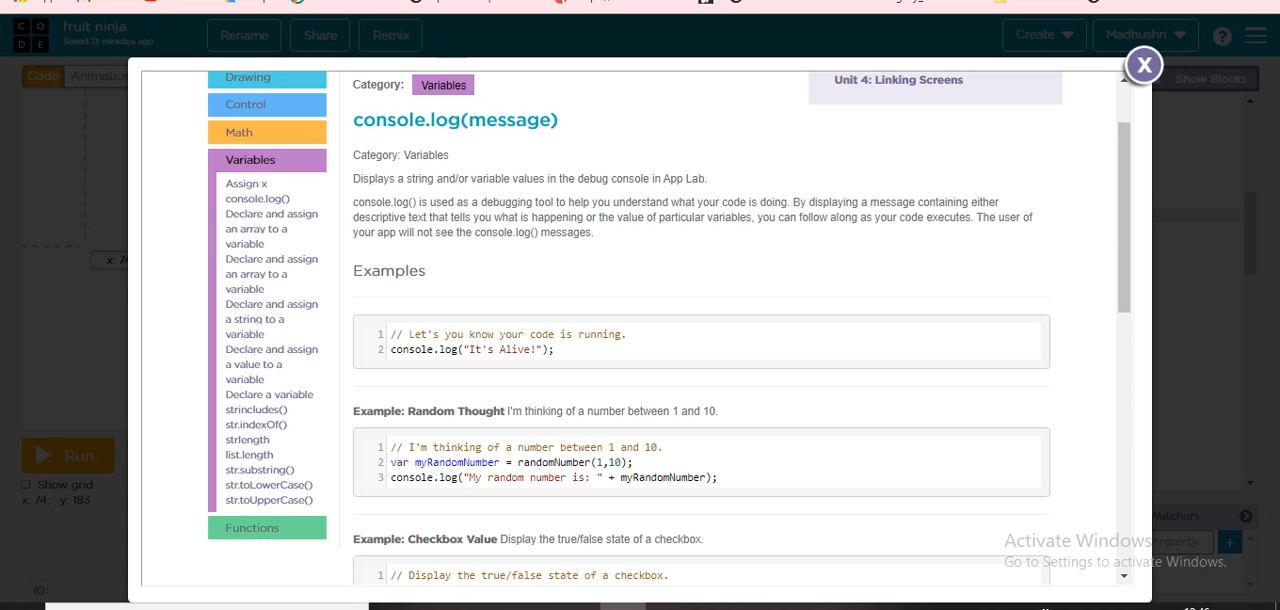 C O
D E
fruit ninja
Saved 13 minutes ago
Rename
Share
Remix
Create
Madhushri
?
Code
Animation
Show Blocks
X
Drawing
Control
Math
Variables
Assign x
console.log()
Declare and assign
an array to a
variable
Declare and assign
an array to a
variable
Declare and assign
a string to a
variable
Declare and assign
a value to a
variable
Declare a variable
strincludes()
str.indexOf()
strlength
list.length
str.substring()
str.toLowerCase()
str.toUpperCase()
Functions
Category: Variables
Unit 4: Linking Screens
console.log(message)
Category: Variables
Displays a string and/or variable values in the debug console in App Lab.
console.log() is used as a debugging tool to help you understand what your code is doing. By displaying a message containing either
descriptive text that tells you what is happening or the value of particular variables, you can follow along as your code executes. The user of
your app will not see the console.log() messages.
Examples
1 // Let's you know your code is running.
2 console.log("It's Alive!");
Example: Random Thought I'm thinking of a number between 1 and 10.
1 // I'm thinking of a number between 1 and 10.
2 var myRandomNumber = randomNumber(1,10);
3 console.log("My random number is: " + myRandomNumber);
Example: Checkbox Value Display the true/false state of a checkbox.
1 // Display the true/false state of a checkbox.
x: 74
Run
Show grid
x: 74, y: 183
Watchers
Property
+
Activate Windows
Go to Settings to activate Windows.